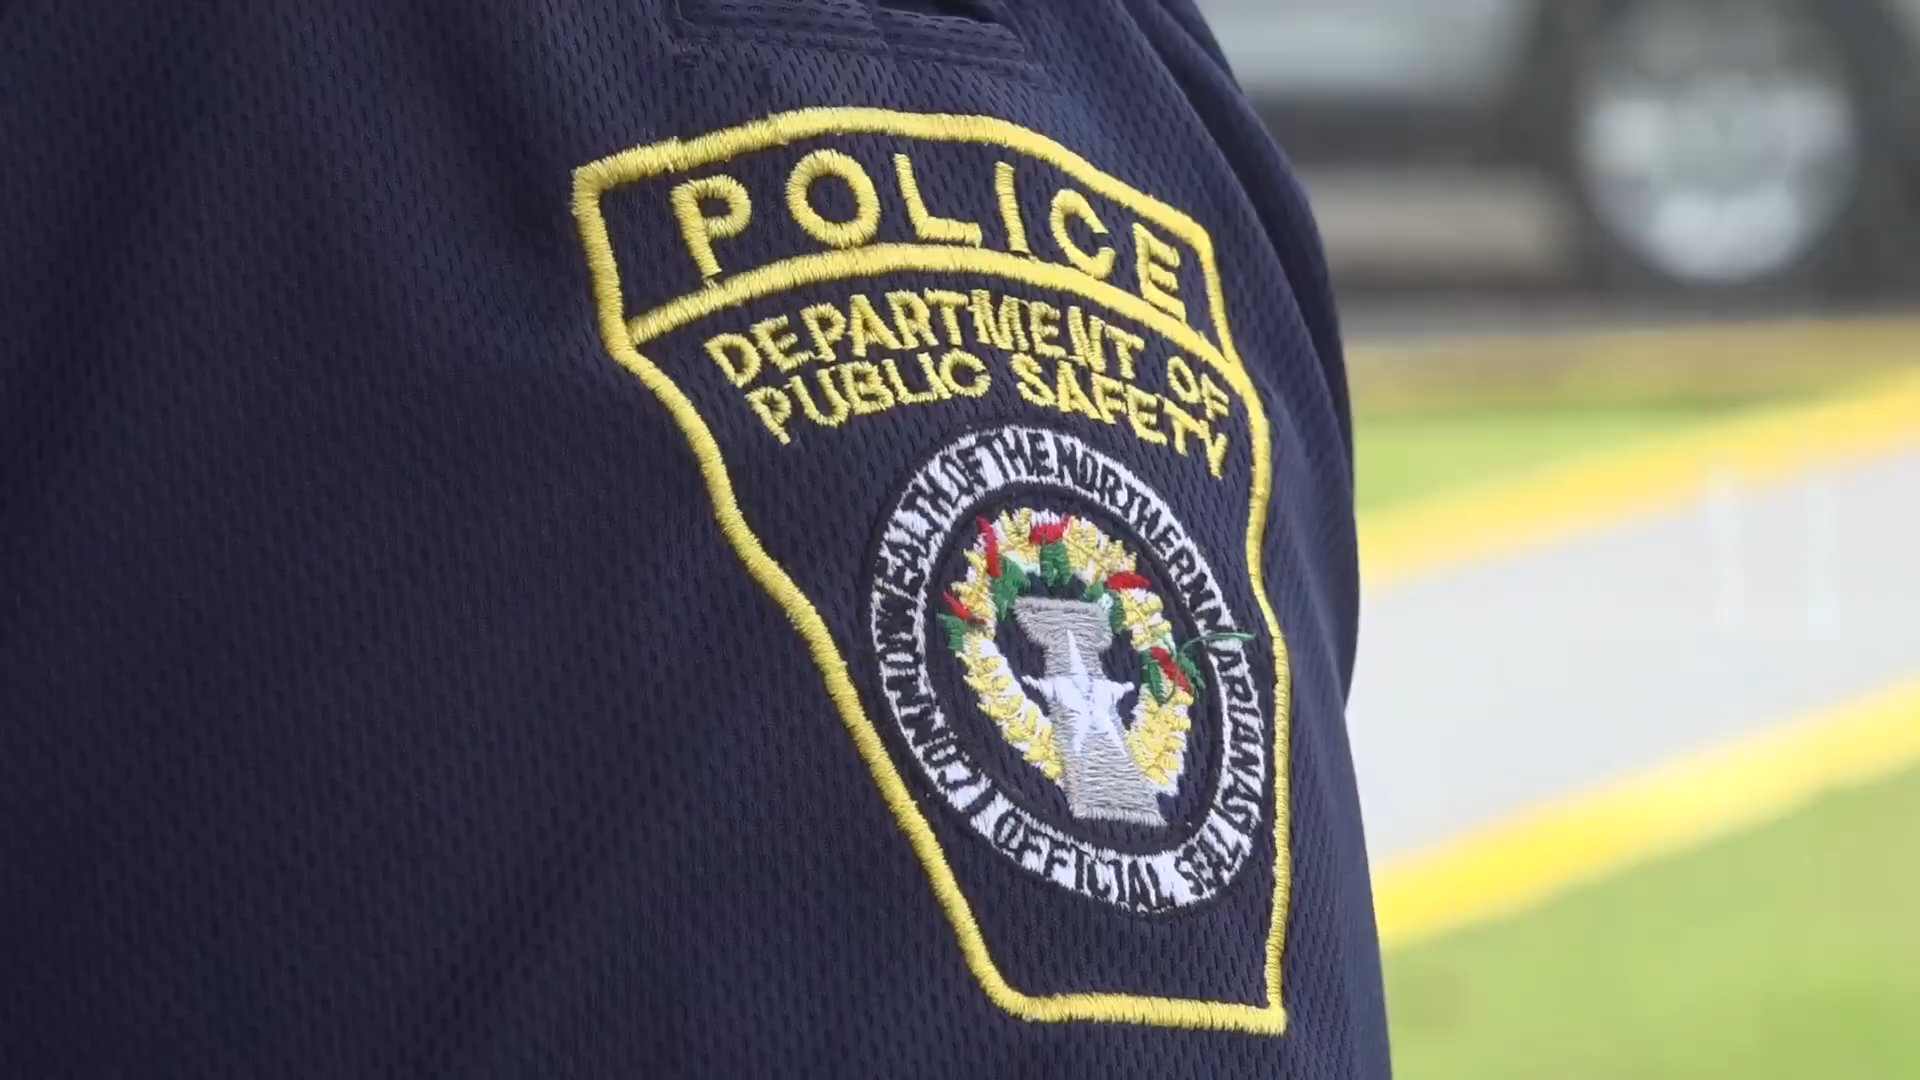 POLICE
DEPARTMENT OF
PUBLIC SAFETY
COMMONWEALTH OF THE NORTHERN MARIANAS
OFFICIAL SEAL